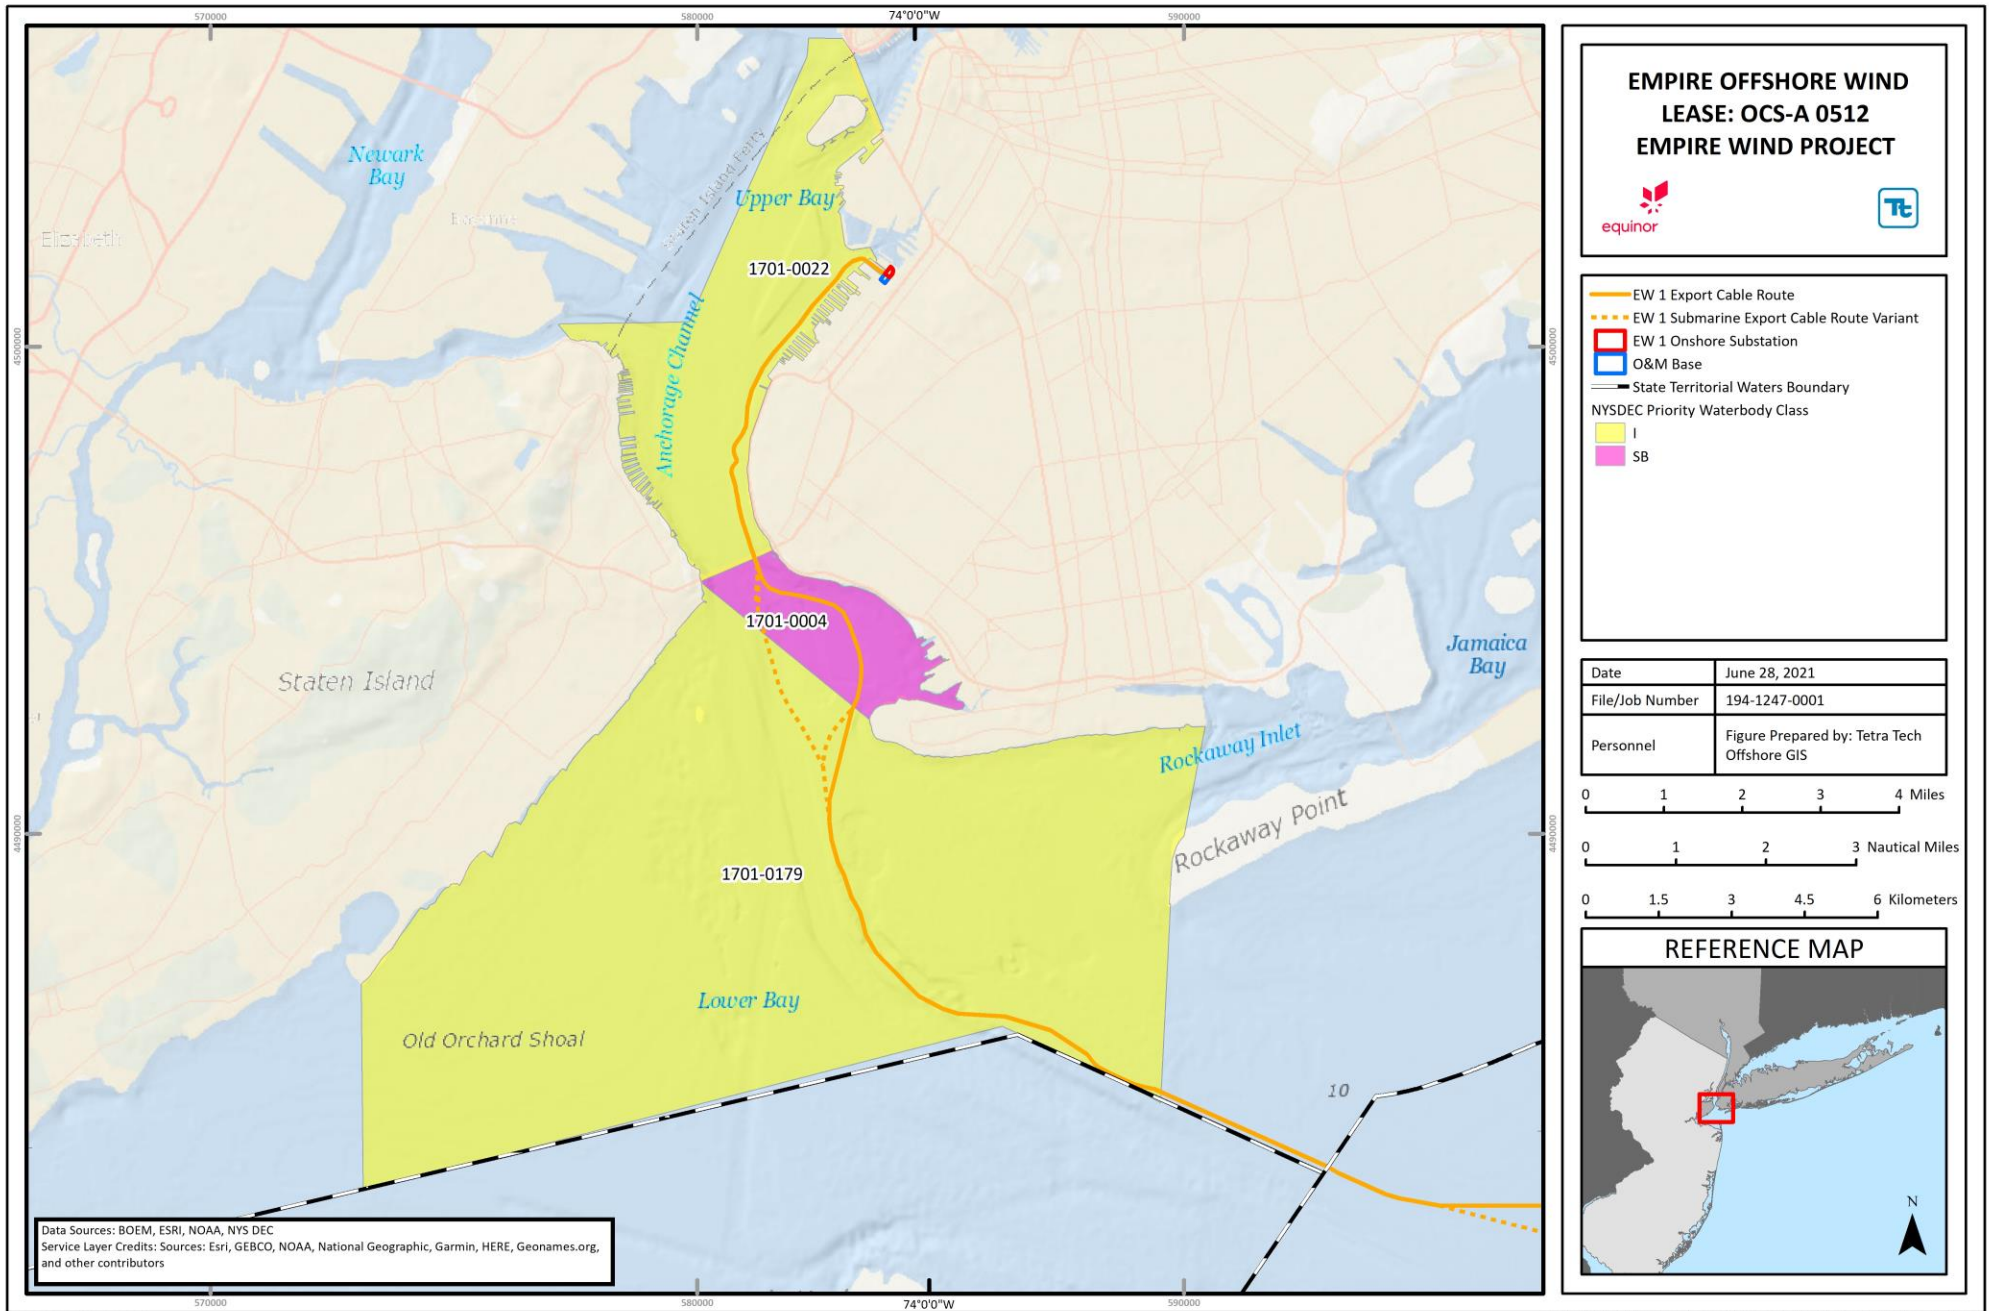 570000
580000
74°0'0"W
590000
Newark
Bay
Elizabeth
Bayonne
Staten Island Ferry
Upper Bay
1701-0022
Anchorage Channel
4500000
4500000
1701-0004
Staten Island
Jamaica
Bay
Rockaway Inlet
Rockaway Point
4490000
4490000
1701-0179
Lower Bay
Old Orchard Shoal
10
Data Sources: BOEM, ESRI, NOAA, NYS DEC
Service Layer Credits: Sources: Esri, GEBCO, NOAA, National Geographic, Garmin, HERE, Geonames.org,
and other contributors
570000
580000
74°0'0"W
590000
EMPIRE OFFSHORE WIND
LEASE: OCS-A 0512
EMPIRE WIND PROJECT
equinor
Tt
EW 1 Export Cable Route
EW 1 Submarine Export Cable Route Variant
EW 1 Onshore Substation
O&M Base
State Territorial Waters Boundary
NYSDEC Priority Waterbody Class
I
SB
Date June 28, 2021
File/Job Number 194-1247-0001
Personnel Figure Prepared by: Tetra Tech
Offshore GIS
0 1 2 3 4 Miles
0 1 2 3 Nautical Miles
0 1.5 3 4.5 6 Kilometers
REFERENCE MAP
N